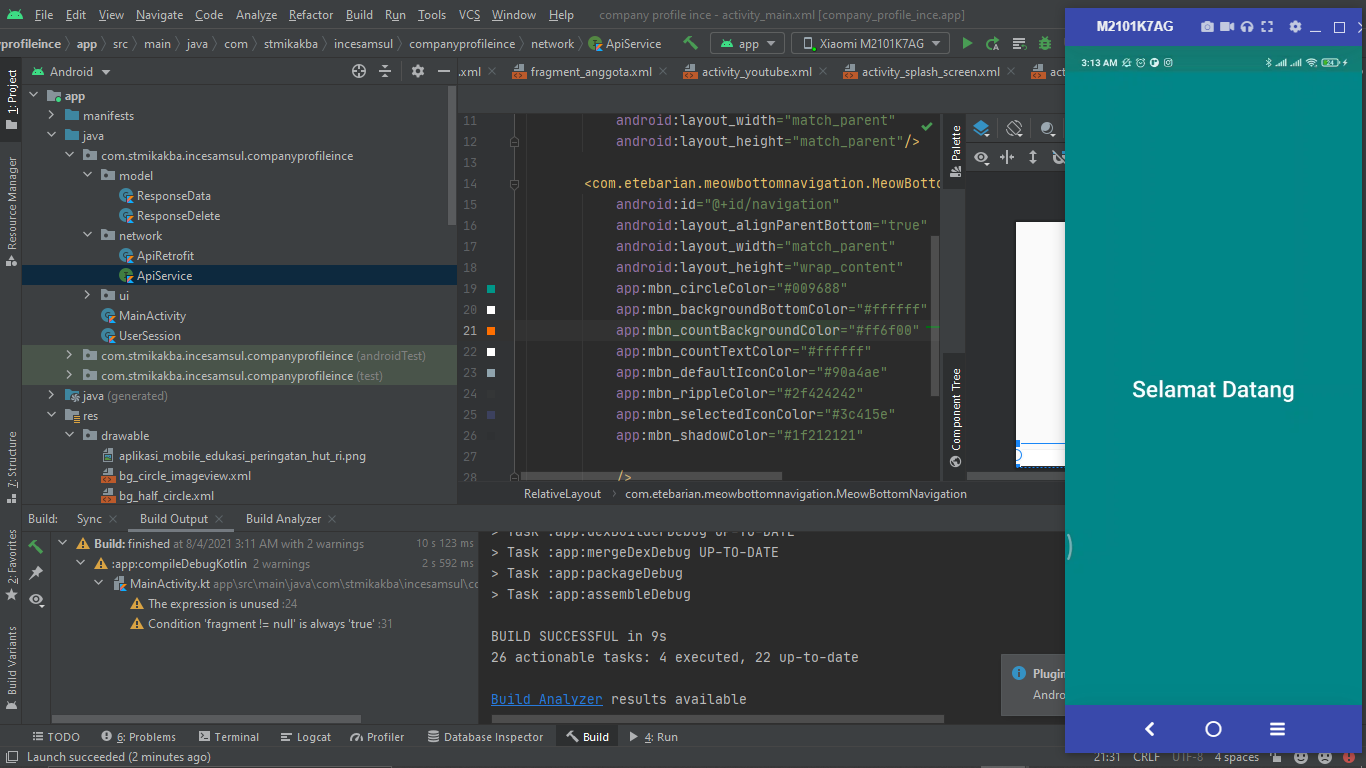 File Edit View Navigate Code Analyze Refactor Build Run Tools VCS Window Help company profile ince - activity_main.xml [company_profile_ince.app]
profileince app src main java com stmikakba incesamsul companyprofileince network ApiService app Xiaomi M2101K7AG
Android
.xml fragment_anggota.xml activity_youtube.xml activity_splash_screen.xml
1: Project
Resource Manager
7: Structure
2: Favorites
Build Variants
app
manifests
java
com.stmikakba.incesamsul.companyprofileince
model
ResponseData
ResponseDelete
network
ApiRetrofit
ApiService
ui
MainActivity
UserSession
com.stmikakba.incesamsul.companyprofileince (androidTest)
com.stmikakba.incesamsul.companyprofileince (test)
java (generated)
res
drawable
aplikasi_mobile_edukasi_peringatan_hut_ri.png
bg_circle_imageview.xml
bg_half_circle.xml
11 android:layout_width="match_parent"
12 android:layout_height="match_parent"/>
13
14 <com.etebarian.meowbottomnavigation.MeowBotto
15 android:id="@+id/navigation"
16 android:layout_alignParentBottom="true"
17 android:layout_width="match_parent"
18 android:layout_height="wrap_content"
19 app:mbn_circleColor="#009688"
20 app:mbn_backgroundBottomColor="#ffffff"
21 app:mbn_countBackgroundColor="#ff6f00"
22 app:mbn_countTextColor="#ffffff"
23 app:mbn_defaultIconColor="#90a4ae"
24 app:mbn_rippleColor="#2f424242"
25 app:mbn_selectedIconColor="#3c415e"
26 app:mbn_shadowColor="#1f212121"
27
28 />
RelativeLayout com.etebarian.meowbottomnavigation.MeowBottomNavigation
Palette
Component Tree
M2101K7AG
3:13 AM 24
Selamat Datang
Build: Sync Build Output Build Analyzer
Build: finished at 8/4/2021 3:11 AM with 2 warnings 10 s 123 ms
:app:compileDebugKotlin 2 warnings 2 s 592 ms
MainActivity.kt app\src\main\java\com\stmikakba\incesamsul\co
The expression is unused :24
Condition 'fragment != null' is always 'true' :31
> Task :app:dexBuilderDebug UP-TO-DATE
> Task :app:mergeDexDebug UP-TO-DATE
> Task :app:packageDebug
> Task :app:assembleDebug
BUILD SUCCESSFUL in 9s
26 actionable tasks: 4 executed, 22 up-to-date
Build Analyzer results available
Plugin
Andro
TODO 6: Problems Terminal Logcat Profiler Database Inspector Build 4: Run
Launch succeeded (2 minutes ago) 21:31 CRLF UTF-8 4 spaces